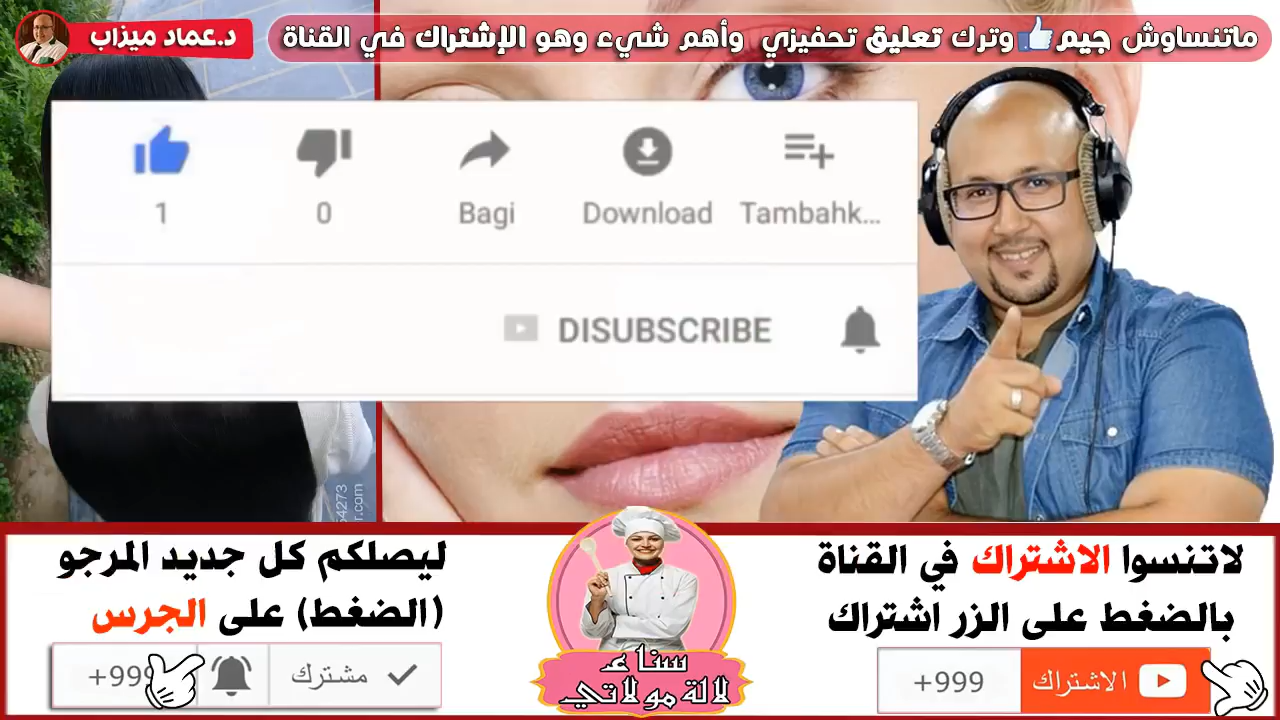 د.عماد ميزاب
ماتنساوش جيم وترك تعليق تحفيزي وأهم شيء وهو الإشتراك في القناة
1
0
Bagi
Download
Tambahk...
DISUBSCRIBE
لاتنسوا الاشتراك في القناة
بالضغط على الزر اشتراك
+999
الاشتراك
سناء
لالة مولاتي
ليصلكم كل جديد المرجو
(الضغط) على الجرس
+999
مشترك